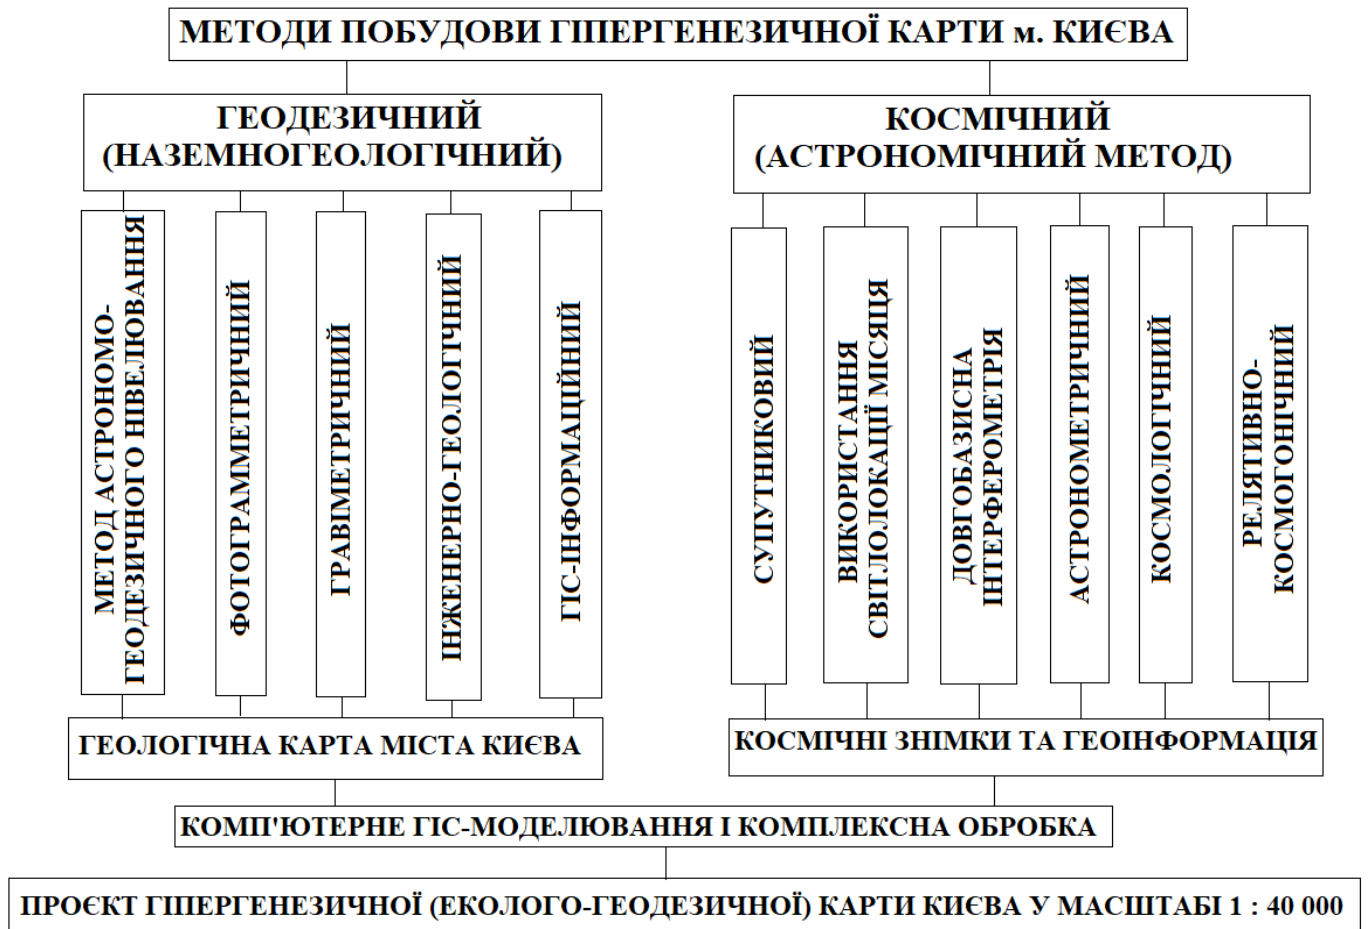 МЕТОДИ ПОБУДОВИ ГІПЕРГЕНЕЗИЧНОЇ КАРТИ м. КИЄВА
ГЕОДЕЗИЧНИЙ
(НАЗЕМНОГЕОЛОГІЧНИЙ)
КОСМІЧНИЙ
(АСТРОНОМІЧНИЙ МЕТОД)
МЕТОД АСТРОНОМО-
ГЕОДЕЗИЧНОГО НІВЕЛЮВАННЯ
ФОТОГРАММЕТРИЧНИЙ
ГРАВІМЕТРИЧНИЙ
ІНЖЕНЕРНО-ГЕОЛОГІЧНИЙ
ГІС-ІНФОРМАЦІЙНИЙ
СУПУТНИКОВИЙ
ВИКОРИСТАННЯ
СВІТЛОЛОКАЦІЇ МІСЯЦЯ
ДОВГОБАЗИСНА
ІНТЕРФЕРОМЕТРІЯ
АСТРОНОМЕТРИЧНИЙ
КОСМОЛОГІЧНИЙ
РЕЛЯТИВНО-
КОСМОГОНІЧНИЙ
ГЕОЛОГІЧНА КАРТА МІСТА КИЄВА
КОСМІЧНІ ЗНІМКИ ТА ГЕОІНФОРМАЦІЯ
КОМП'ЮТЕРНЕ ГІС-МОДЕЛЮВАННЯ І КОМПЛЕКСНА ОБРОБКА
ПРОЄКТ ГІПЕРГЕНЕЗИЧНОЇ (ЕКОЛОГО-ГЕОДЕЗИЧНОЇ) КАРТИ КИЄВА У МАСШТАБІ 1 : 40 000